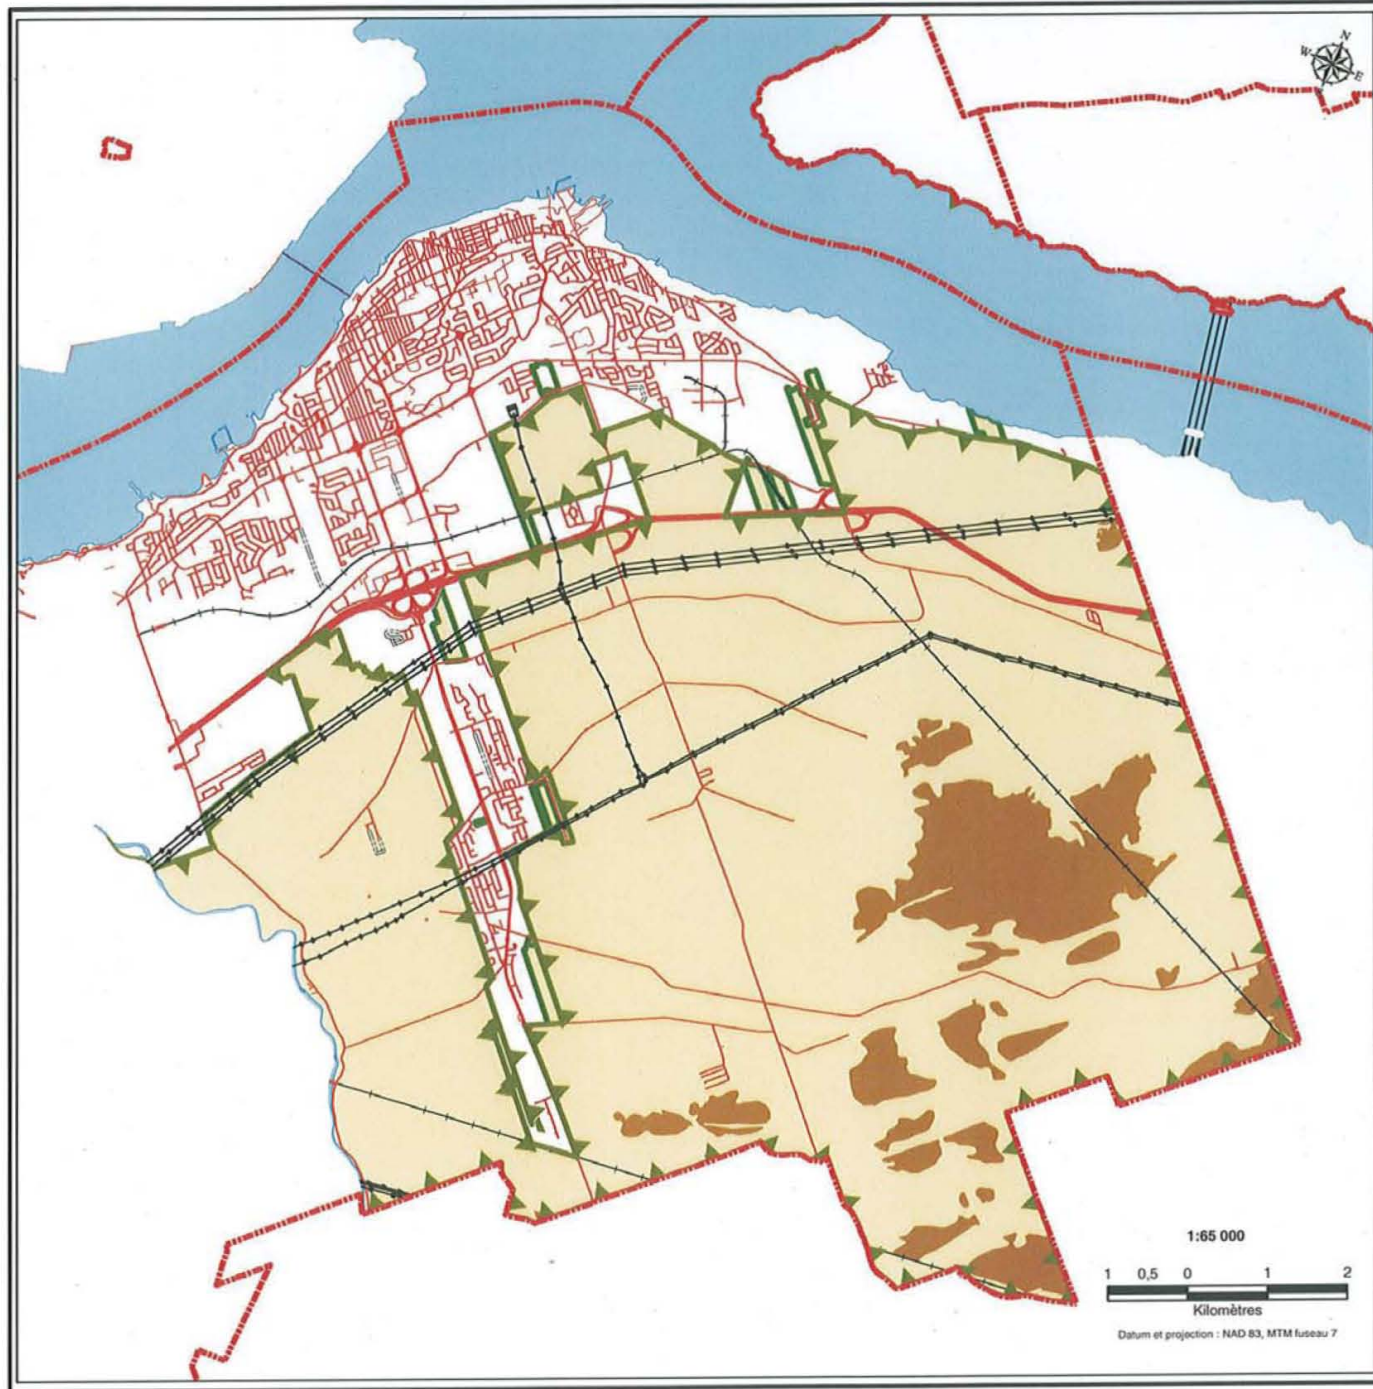 N
W
E
1:65 000
1 0,5 0 1 2
Kilomètres
Datum et projection : NAD 83, MTM fuseau 7